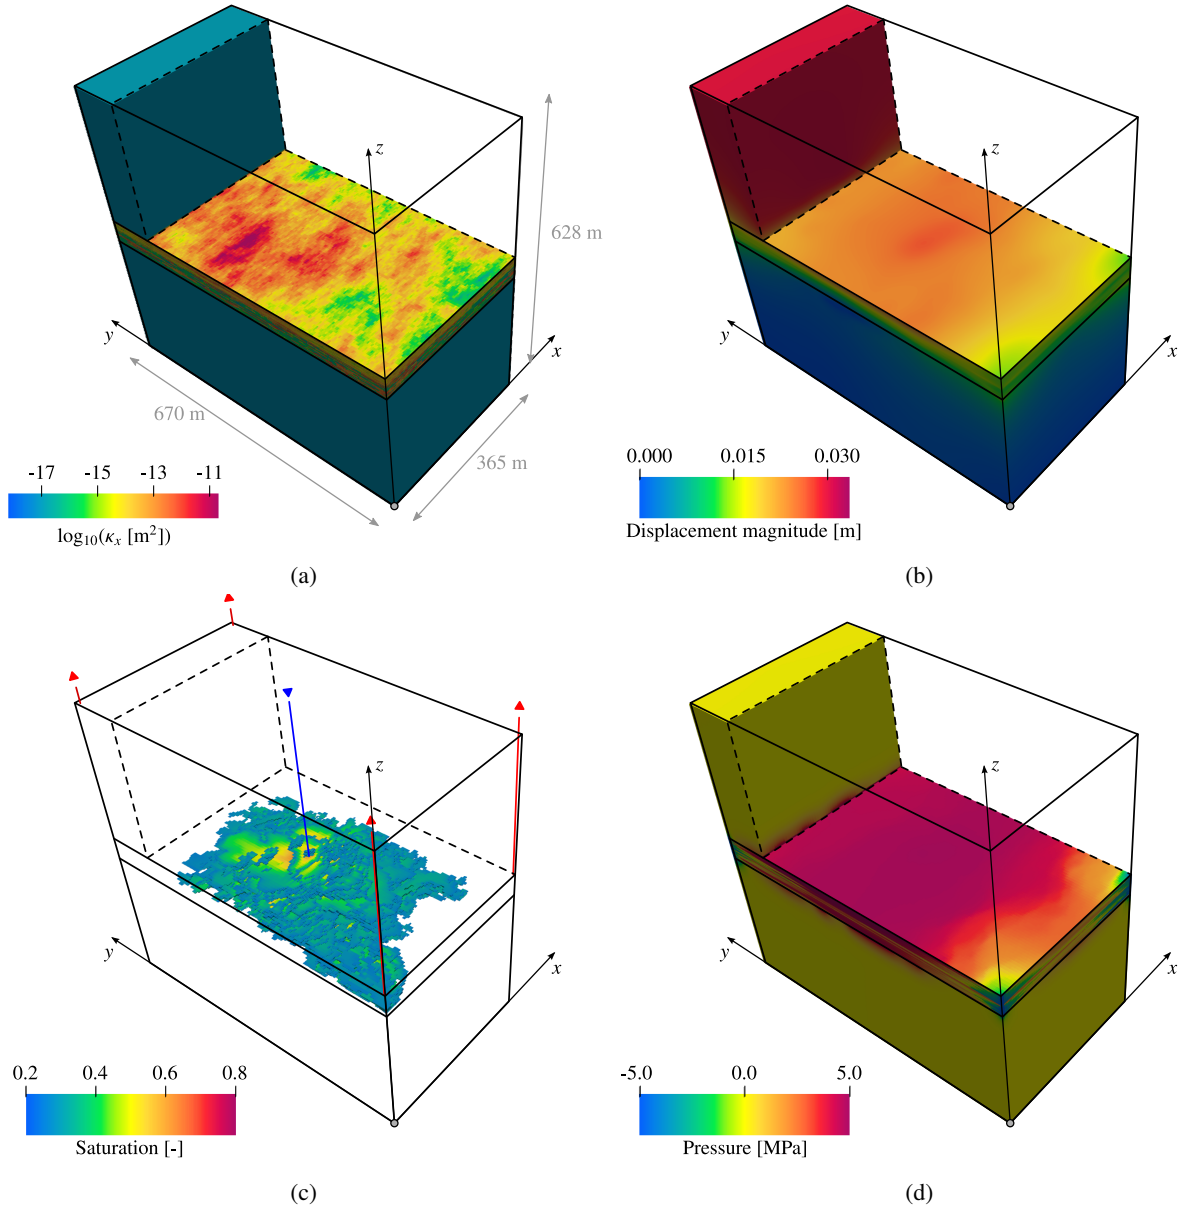 z
628 m
y
x
670 m
365 m
-17 -15 -13 -11
log₁₀(κₓ [m²])
(a)
z
y
x
0.000 0.015 0.030
Displacement magnitude [m]
(b)
z
y
x
0.2 0.4 0.6 0.8
Saturation [-]
(c)
z
y
x
-5.0 0.0 5.0
Pressure [MPa]
(d)